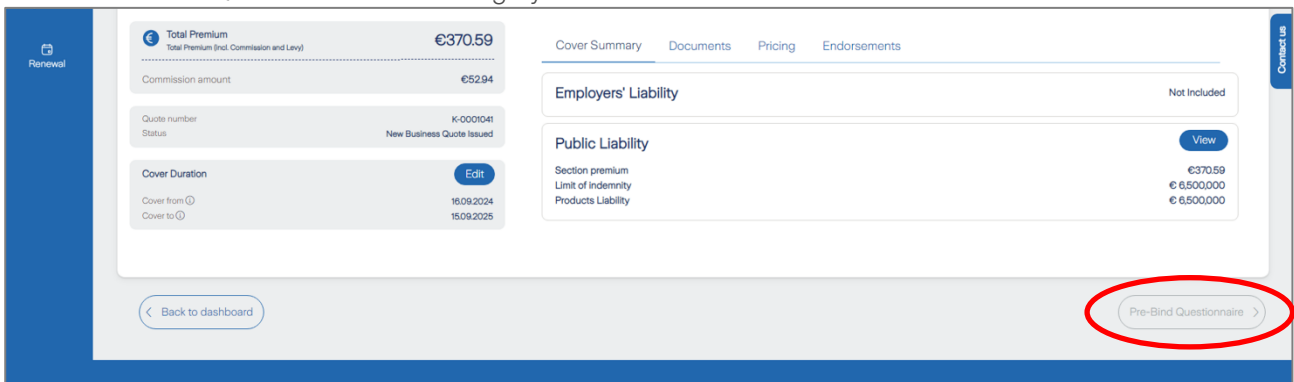 Renewal
Total Premium
Total Premium (Incl. Commission and Levy)
€370.59
Commission amount
€52.94
Quote number
K-0001041
Status
New Business Quote Issued
Cover Duration
Edit
Cover from
16.09.2024
Cover to
15.09.2025
Cover Summary Documents Pricing Endorsements
Employers' Liability
Not Included
Public Liability
View
Section premium
€370.59
Limit of indemnity
€ 6,500,000
Products Liability
€ 6,500,000
Contact us
Back to dashboard
Pre-Bind Questionnaire